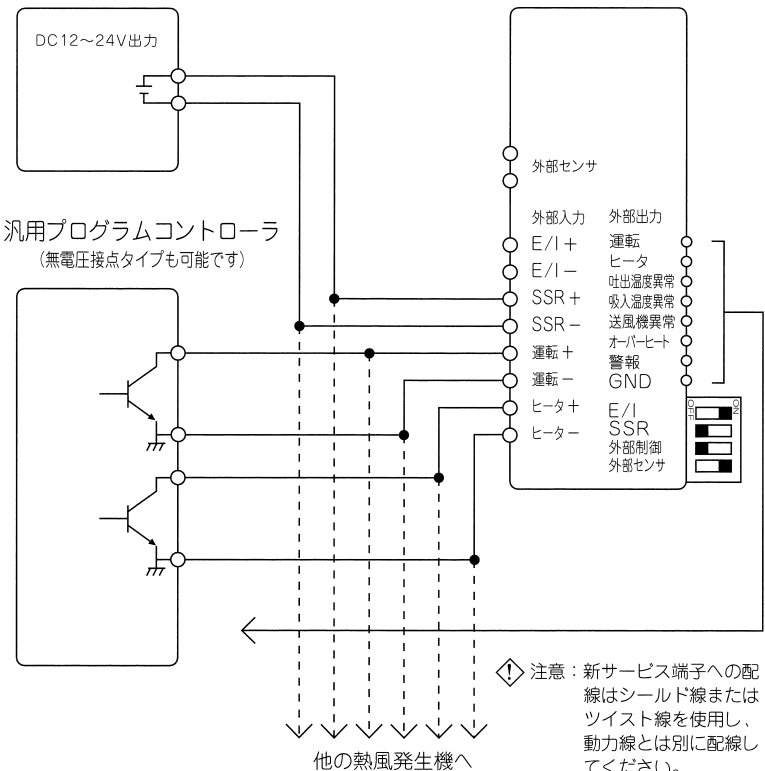 DC12～24V出力
汎用プログラムコントローラ
（無電圧接点タイプも可能です）
外部センサ
外部入力
E/I＋
E/I－
SSR＋
SSR－
運転＋
運転－
ヒータ＋
ヒータ－
外部出力
運転
ヒータ
吐出温度異常
吸入温度異常
送風機異常
オーバーヒート
警報
GND
OFF
ON
E/I
SSR
外部制御
外部センサ
他の熱風発生機へ
注意：新サービス端子への配
線はシールド線または
ツイスト線を使用し、
動力線とは別に配線し
てください。